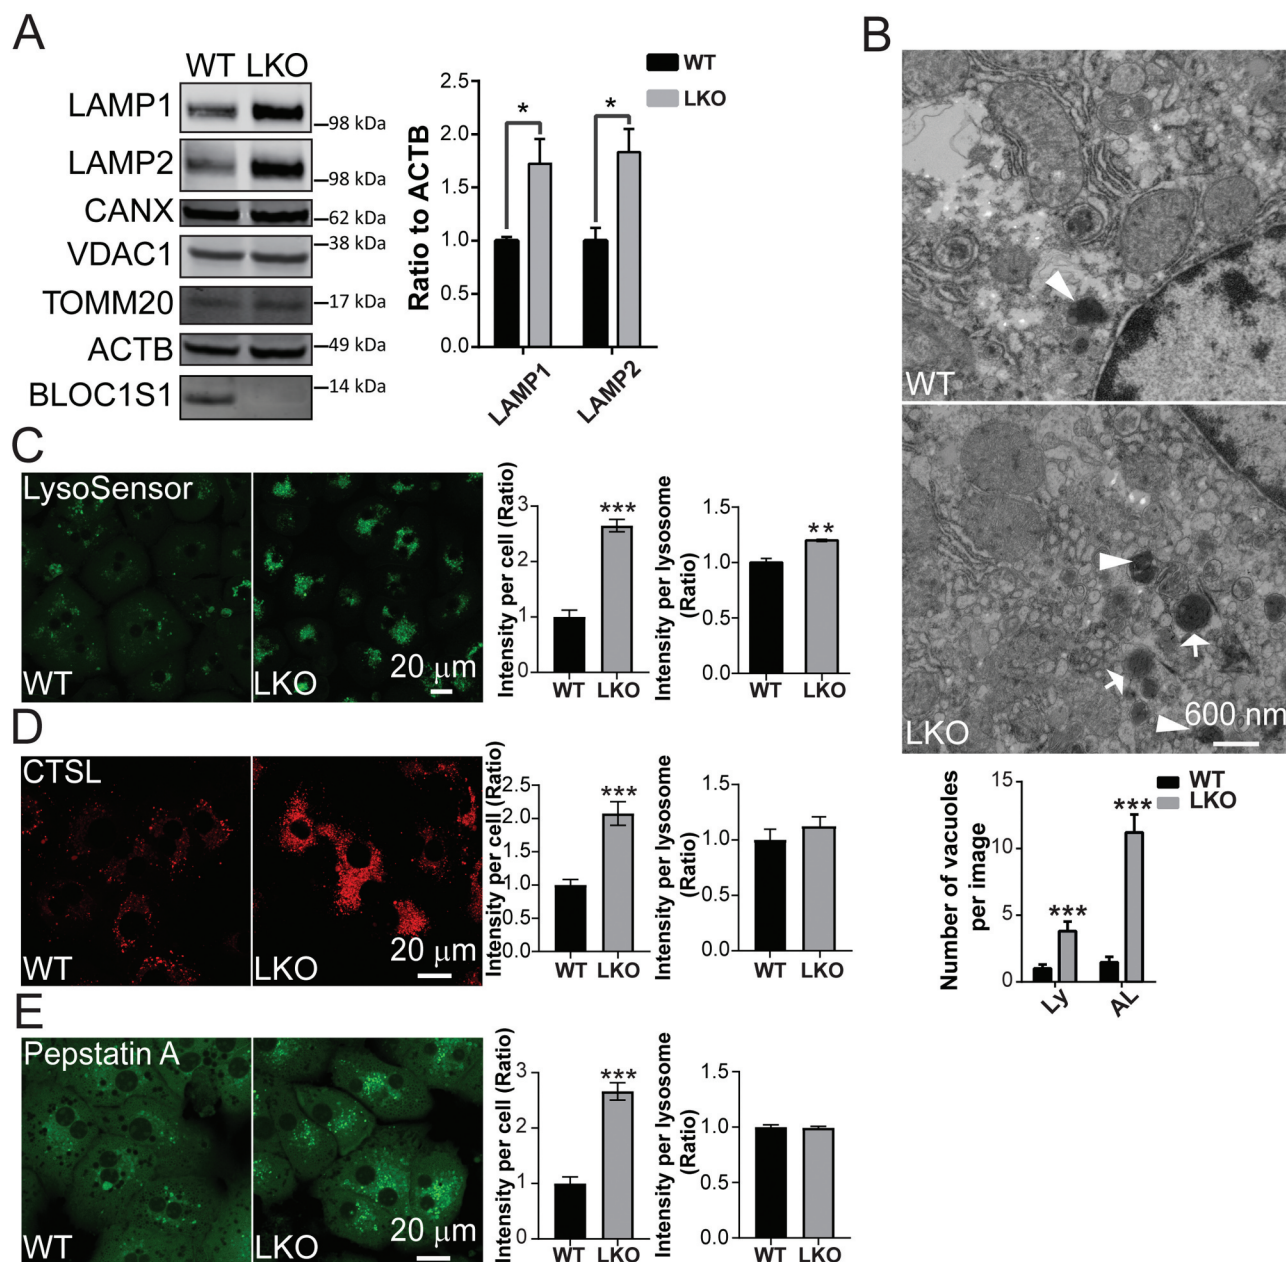 A
WT LKO
LAMP1
98 kDa
LAMP2
98 kDa
CANX
62 kDa
VDAC1
38 kDa
TOMM20
17 kDa
ACTB
49 kDa
BLOC1S1
14 kDa
WT
LKO
Ratio to ACTB
2.5
2.0
1.5
1.0
0.5
0.0
* *
LAMP1 LAMP2
B
WT
LKO
600 nm
WT
LKO
Number of vacuoles
per image
15
10
5
0
*** ***
Ly AL
C
LysoSensor
WT
LKO
20 μm
Intensity per cell (Ratio)
3
2
1
0
***
WT LKO
Intensity per lysosome
(Ratio)
1.5
1.0
0.5
0.0
**
WT LKO
D
CTSL
WT
LKO
20 μm
Intensity per cell (Ratio)
2.5
2.0
1.5
1.0
0.5
0.0
***
WT LKO
Intensity per lysosome
(Ratio)
1.5
1.0
0.5
0.0
WT LKO
E
Pepstatin A
WT
LKO
20 μm
Intensity per cell (Ratio)
3
2
1
0
***
WT LKO
Intensity per lysosome
(Ratio)
1.5
1.0
0.5
0.0
WT LKO